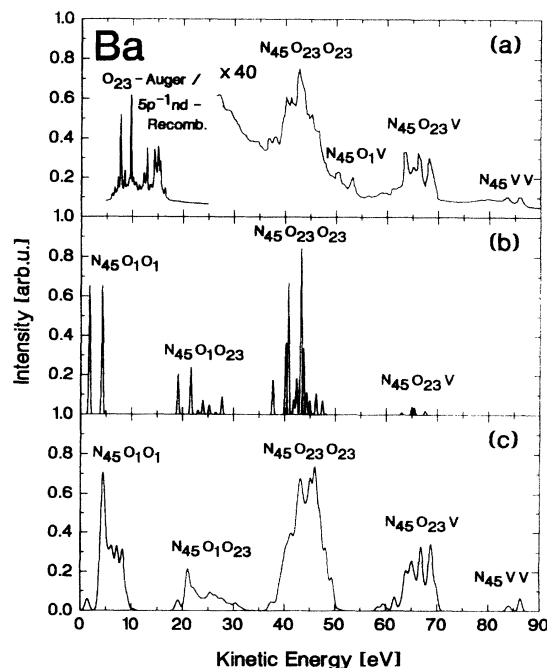 Ba
(a)
O23-Auger /
5p⁻¹nd-
Recomb.
x 40
N45O23O23
N45O1V
N45O23V
N45VV
1.0
0.8
0.6
0.4
0.2
1.0
(b)
N45O1O1
N45O1O23
N45O23O23
N45O23V
0.8
0.6
0.4
0.2
1.0
(c)
N45O1O1
N45O1O23
N45O23O23
N45O23V
N45VV
0.8
0.6
0.4
0.2
0.0
Intensity [arb.u.]
0 10 20 30 40 50 60 70 80 90
Kinetic Energy [eV]